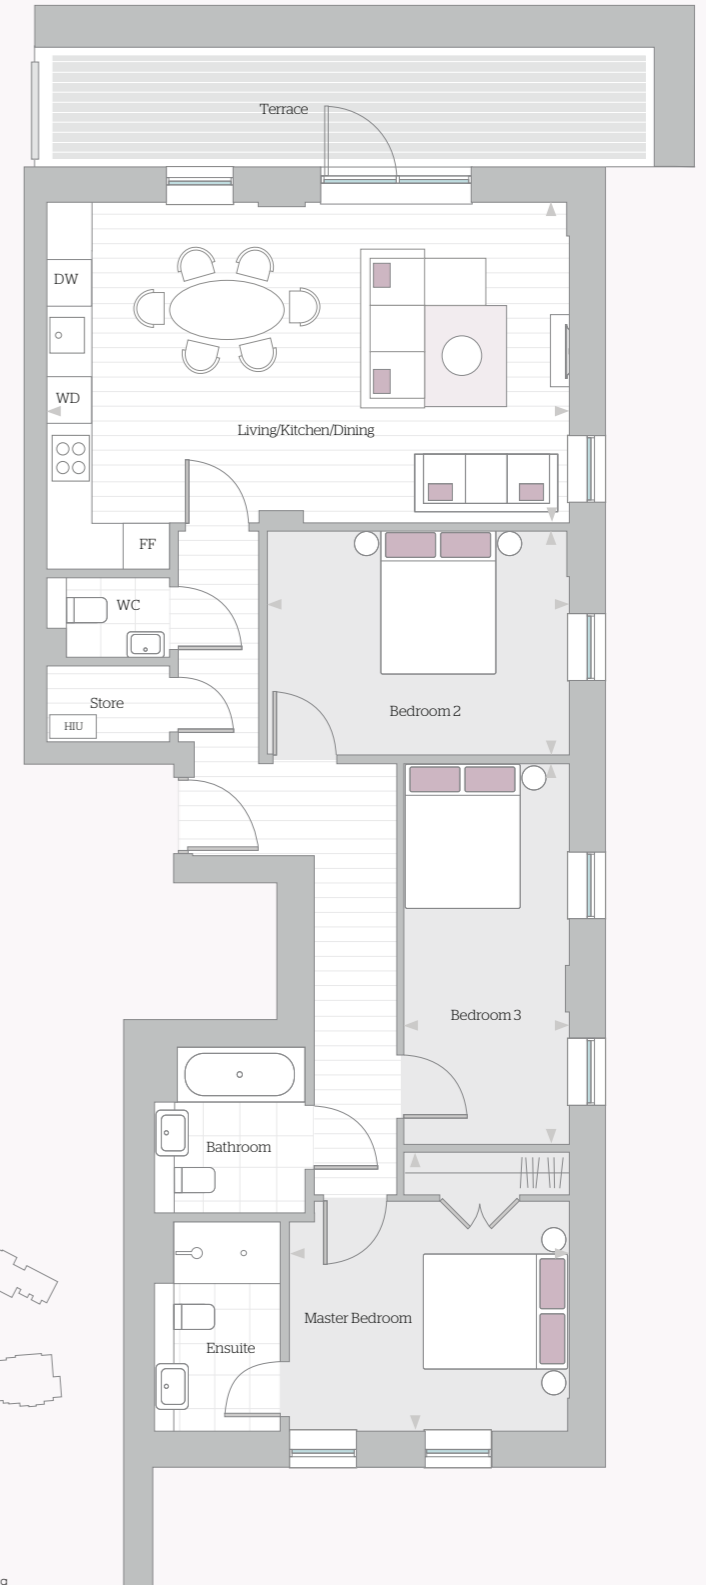 Terrace
DW
WD
Living/Kitchen/Dining
FF
WC
Store
HIU
Bedroom 2
Bedroom 3
Bathroom
Master Bedroom
Ensuite